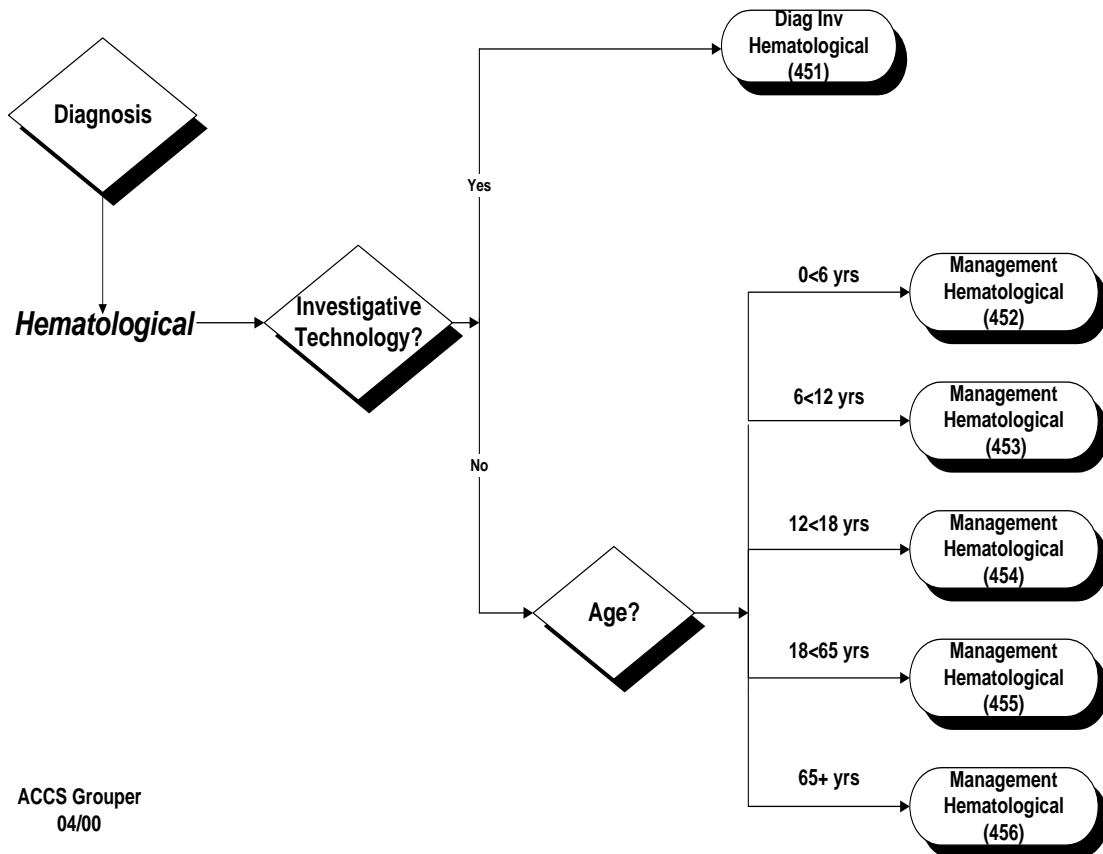 Diag Inv
Hematological
(451)
Diagnosis
Yes
Hematological
Investigative
Technology?
0<6 yrs
Management
Hematological
(452)
6<12 yrs
Management
Hematological
(453)
No
12<18 yrs
Management
Hematological
(454)
Age?
18<65 yrs
Management
Hematological
(455)
65+ yrs
Management
Hematological
(456)
ACCS Grouper
04/00